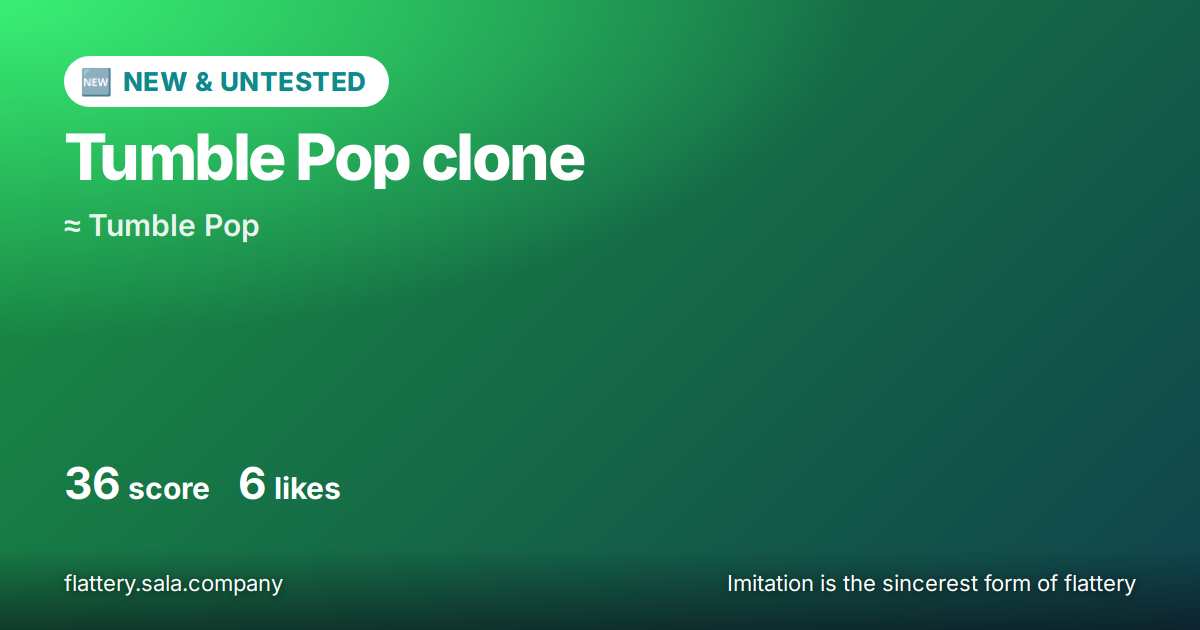 🆕 NEW & UNTESTED
Tumble Pop clone
≈ Tumble Pop
36 score 6 likes
flattery.sala.company
Imitation is the sincerest form of flattery